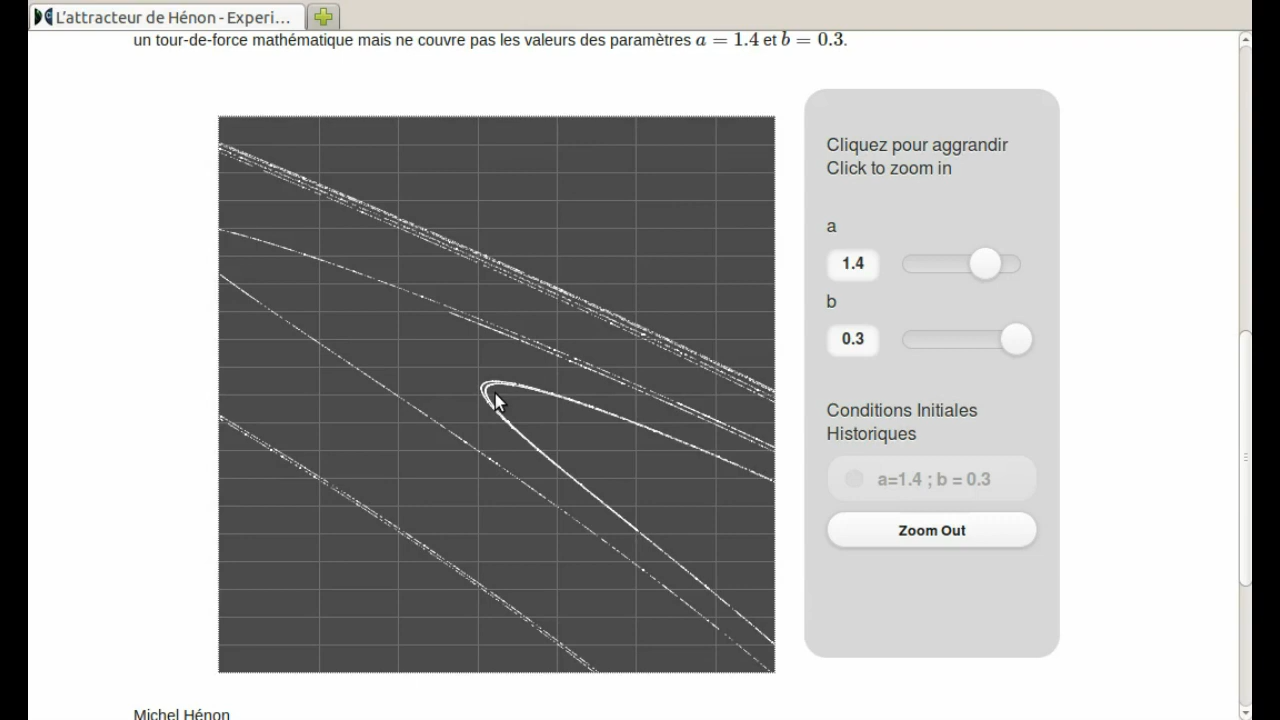 L'attracteur de Hénon - Experi...
un tour-de-force mathématique mais ne couvre pas les valeurs des paramètres a = 1.4 et b = 0.3.
Cliquez pour aggrandir
Click to zoom in
a
1.4
b
0.3
Conditions Initiales
Historiques
a=1.4 ; b = 0.3
Zoom Out
Michel Hénon